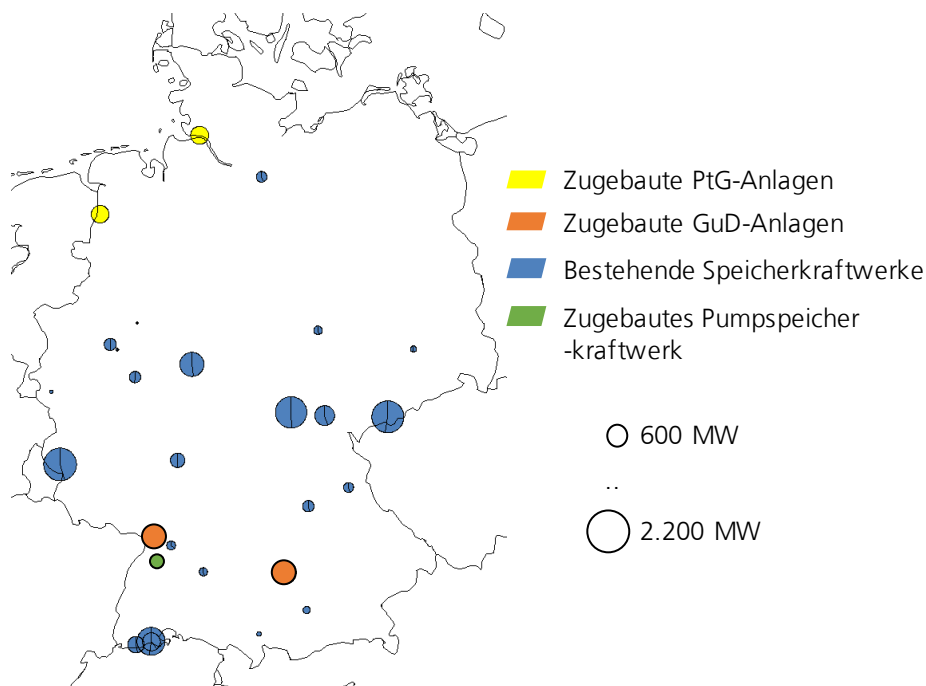 Zugebaute PtG-Anlagen
Zugebaute GuD-Anlagen
Bestehende Speicherkraftwerke
Zugebautes Pumpspeicher
-kraftwerk
600 MW
..
2.200 MW